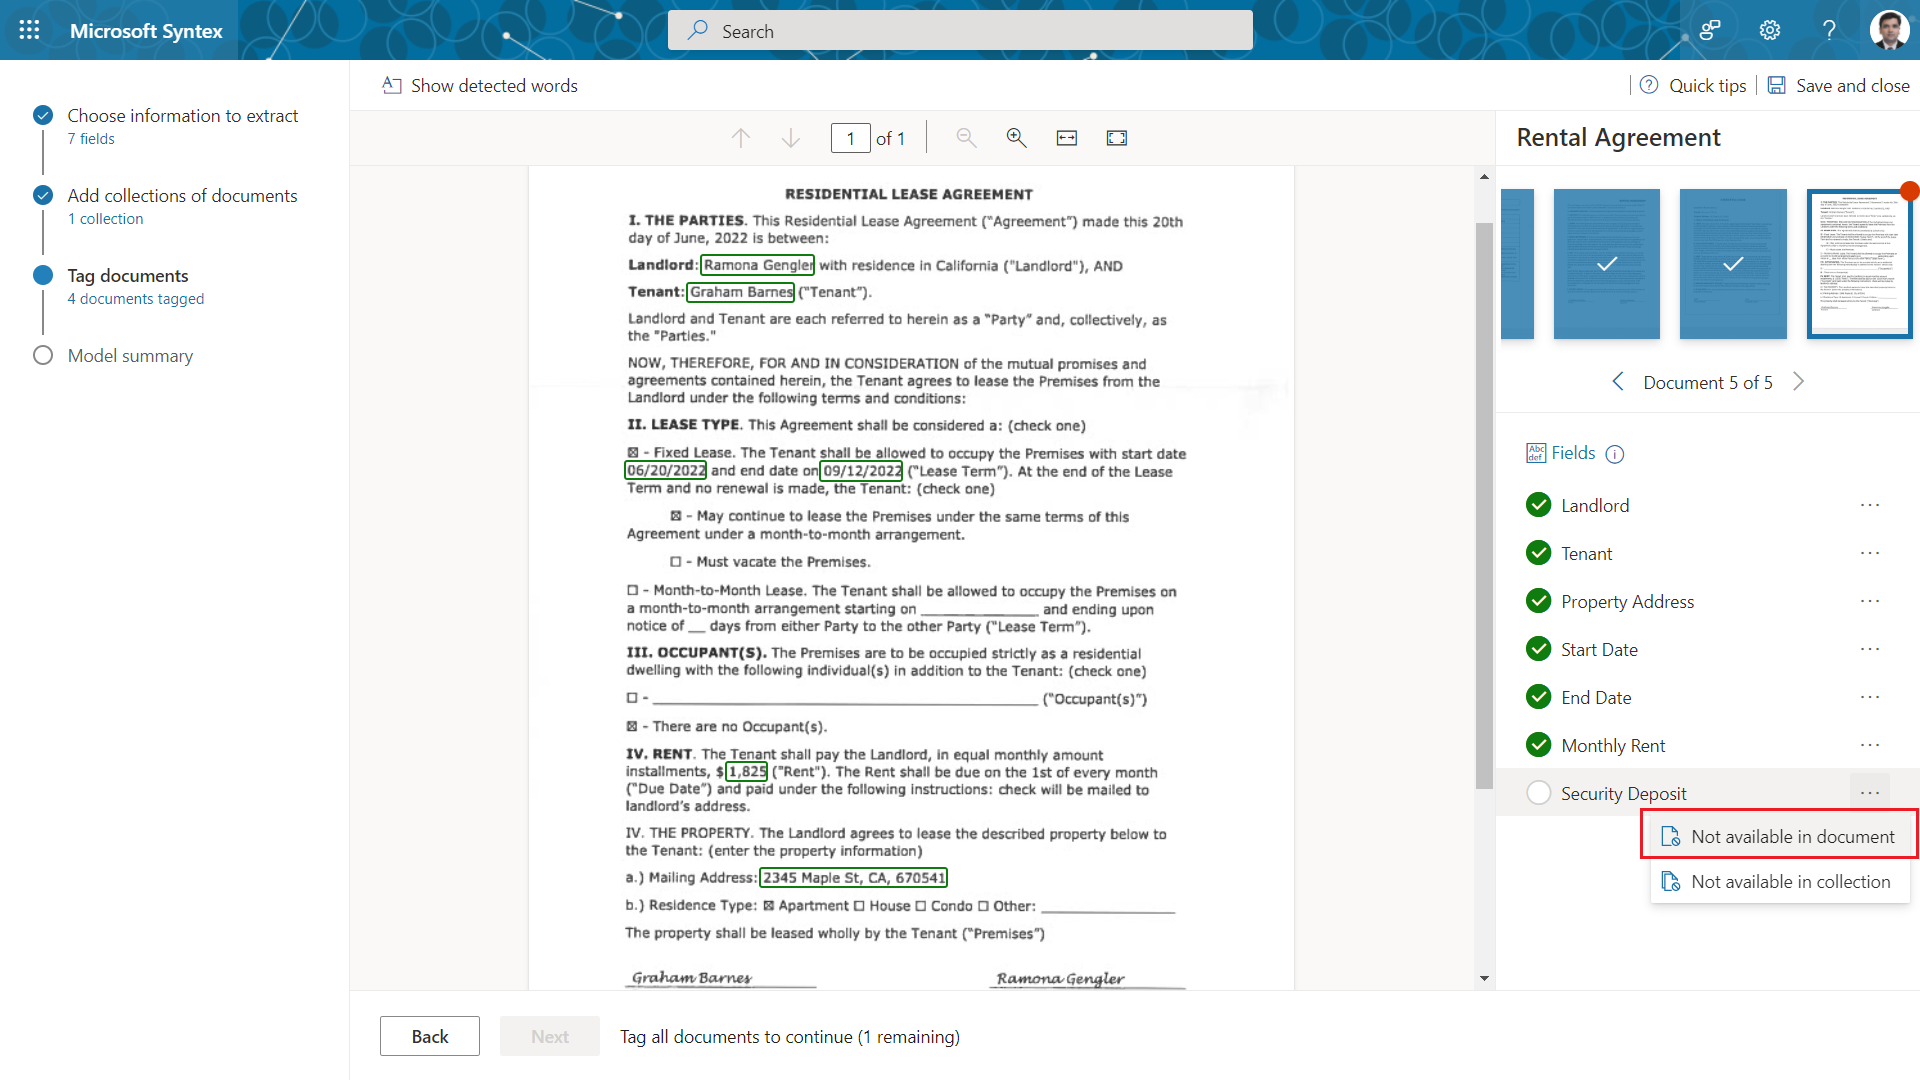 Microsoft Syntex
Search
Choose information to extract
7 fields
Add collections of documents
1 collection
Tag documents
4 documents tagged
Model summary
Show detected words
Quick tips
Save and close
1 of 1
RESIDENTIAL LEASE AGREEMENT
I. THE PARTIES. This Residential Lease Agreement ("Agreement") made this 20th
day of June, 2022 is between:
Landlord: Ramona Gengler with residence in California ("Landlord"), AND
Tenant: Graham Barnes ("Tenant").
Landlord and Tenant are each referred to herein as a "Party" and, collectively, as
the "Parties."
NOW, THEREFORE, FOR AND IN CONSIDERATION of the mutual promises and
agreements contained herein, the Tenant agrees to lease the Premises from the
Landlord under the following terms and conditions:
II. LEASE TYPE. This Agreement shall be considered a: (check one)
☒ - Fixed Lease. The Tenant shall be allowed to occupy the Premises with start date
06/20/2022 and end date on 09/12/2022 ("Lease Term"). At the end of the Lease
Term and no renewal is made, the Tenant: (check one)
☒ - May continue to lease the Premises under the same terms of this
Agreement under a month-to-month arrangement.
☐ - Must vacate the Premises.
☐ - Month-to-Month Lease. The Tenant shall be allowed to occupy the Premises on
a month-to-month arrangement starting on ______________ and ending upon
notice of __ days from either Party to the other Party ("Lease Term").
III. OCCUPANT(S). The Premises are to be occupied strictly as a residential
dwelling with the following individual(s) in addition to the Tenant: (check one)
☐ - ______________________________________________ ("Occupant(s)")
☒ - There are no Occupant(s).
IV. RENT. The Tenant shall pay the Landlord, in equal monthly amount
installments, $ 1,825 ("Rent"). The Rent shall be due on the 1st of every month
("Due Date") and paid under the following instructions: check will be mailed to
landlord's address.
IV. THE PROPERTY. The Landlord agrees to lease the described property below to
the Tenant: (enter the property information)
a.) Mailing Address: 2345 Maple St, CA, 670541
b.) Residence Type: ☒ Apartment ☐ House ☐ Condo ☐ Other: ________________
The property shall be leased wholly by the Tenant ("Premises")
Graham Barnes Ramona Gengler
Rental Agreement
Document 5 of 5
Abc
def
Fields
Landlord
Tenant
Property Address
Start Date
End Date
Monthly Rent
Security Deposit
Not available in document
Not available in collection
Back
Next
Tag all documents to continue (1 remaining)